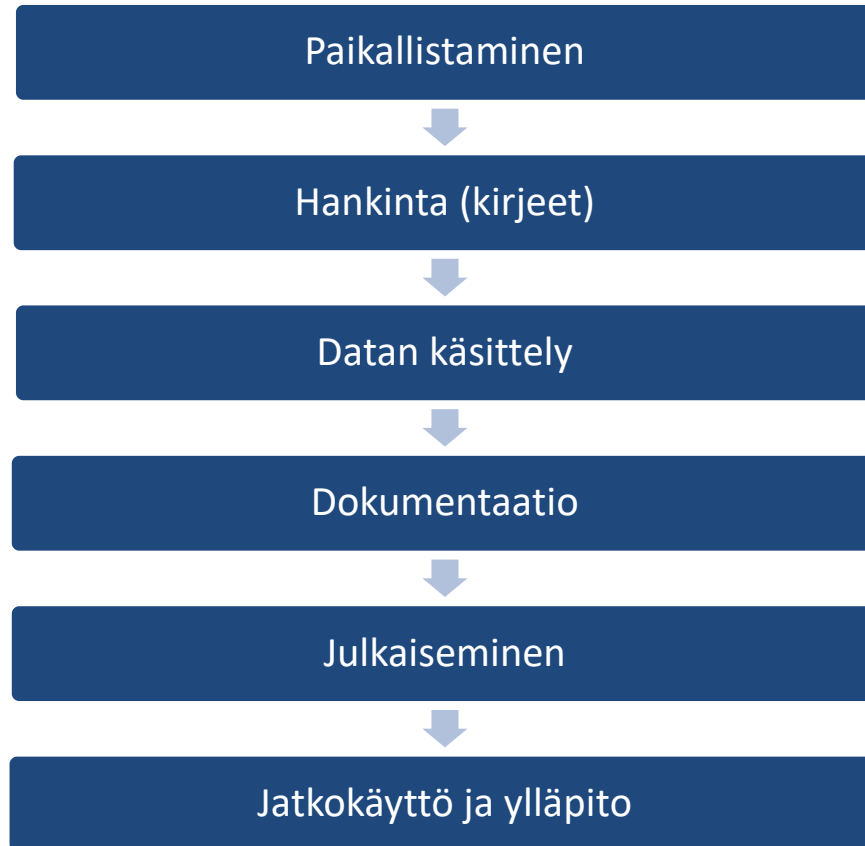 Paikallistaminen
Hankinta (kirjeet)
Datan käsittely
Dokumentaatio
Julkaiseminen
Jatkokäyttö ja ylläpito